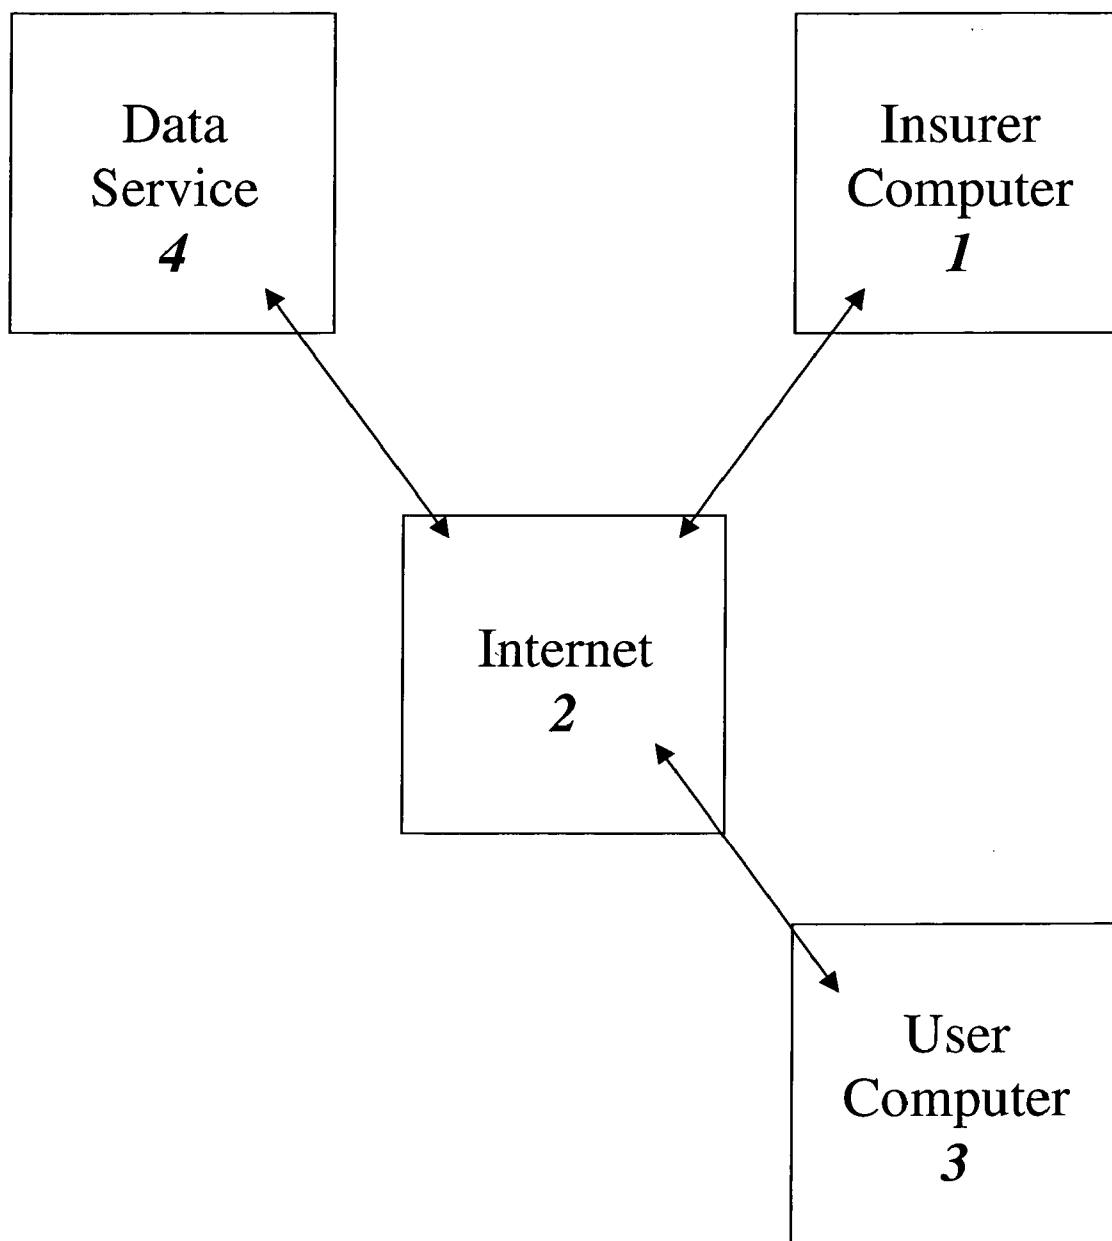 Data
Service
4
Insurer
Computer
1
Internet
2
User
Computer
3